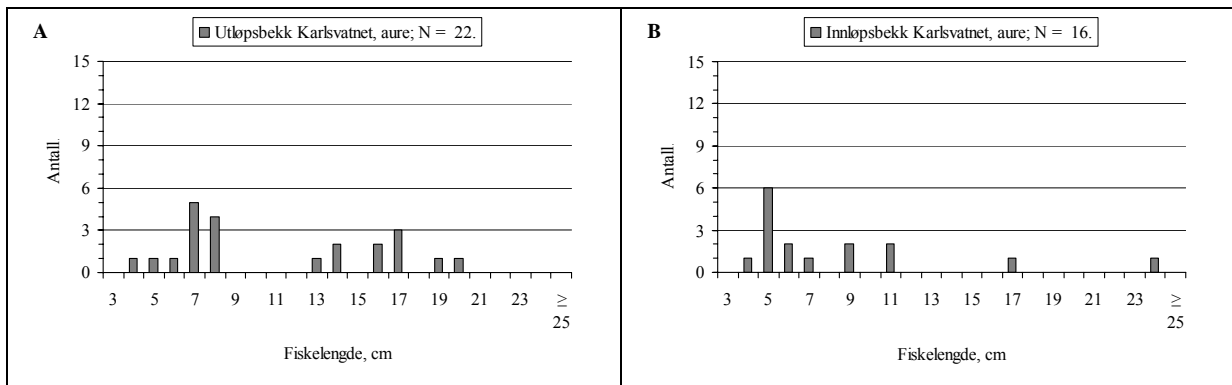 A
Utløpsbekk Karlsvatnet, aure; N = 22.
15
12
9
6
3
0
Antall.
3 5 7 9 11 13 15 17 19 21 23 ≥ 25
Fiskelengde, cm
B
Innløpsbekk Karlsvatnet, aure; N = 16.
15
12
9
6
3
0
Antall.
3 5 7 9 11 13 15 17 19 21 23 ≥ 25
Fiskelengde, cm